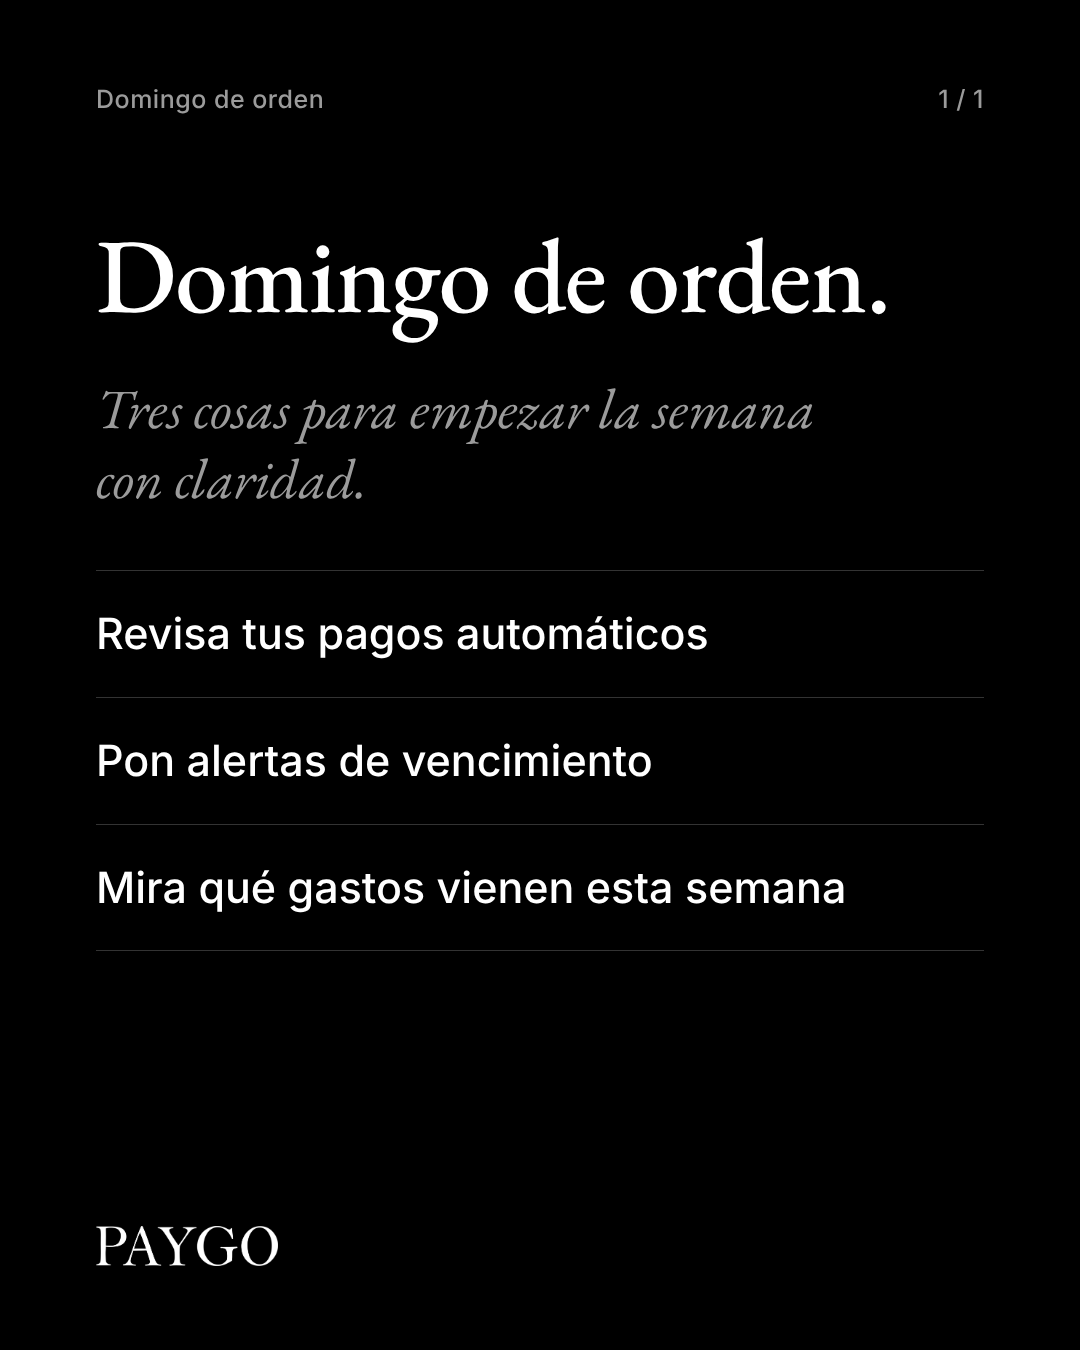 Domingo de orden
1 / 1
Domingo de orden.
Tres cosas para empezar la semana
con claridad.
Revisa tus pagos automáticos
Pon alertas de vencimiento
Mira qué gastos vienen esta semana
PAYGO